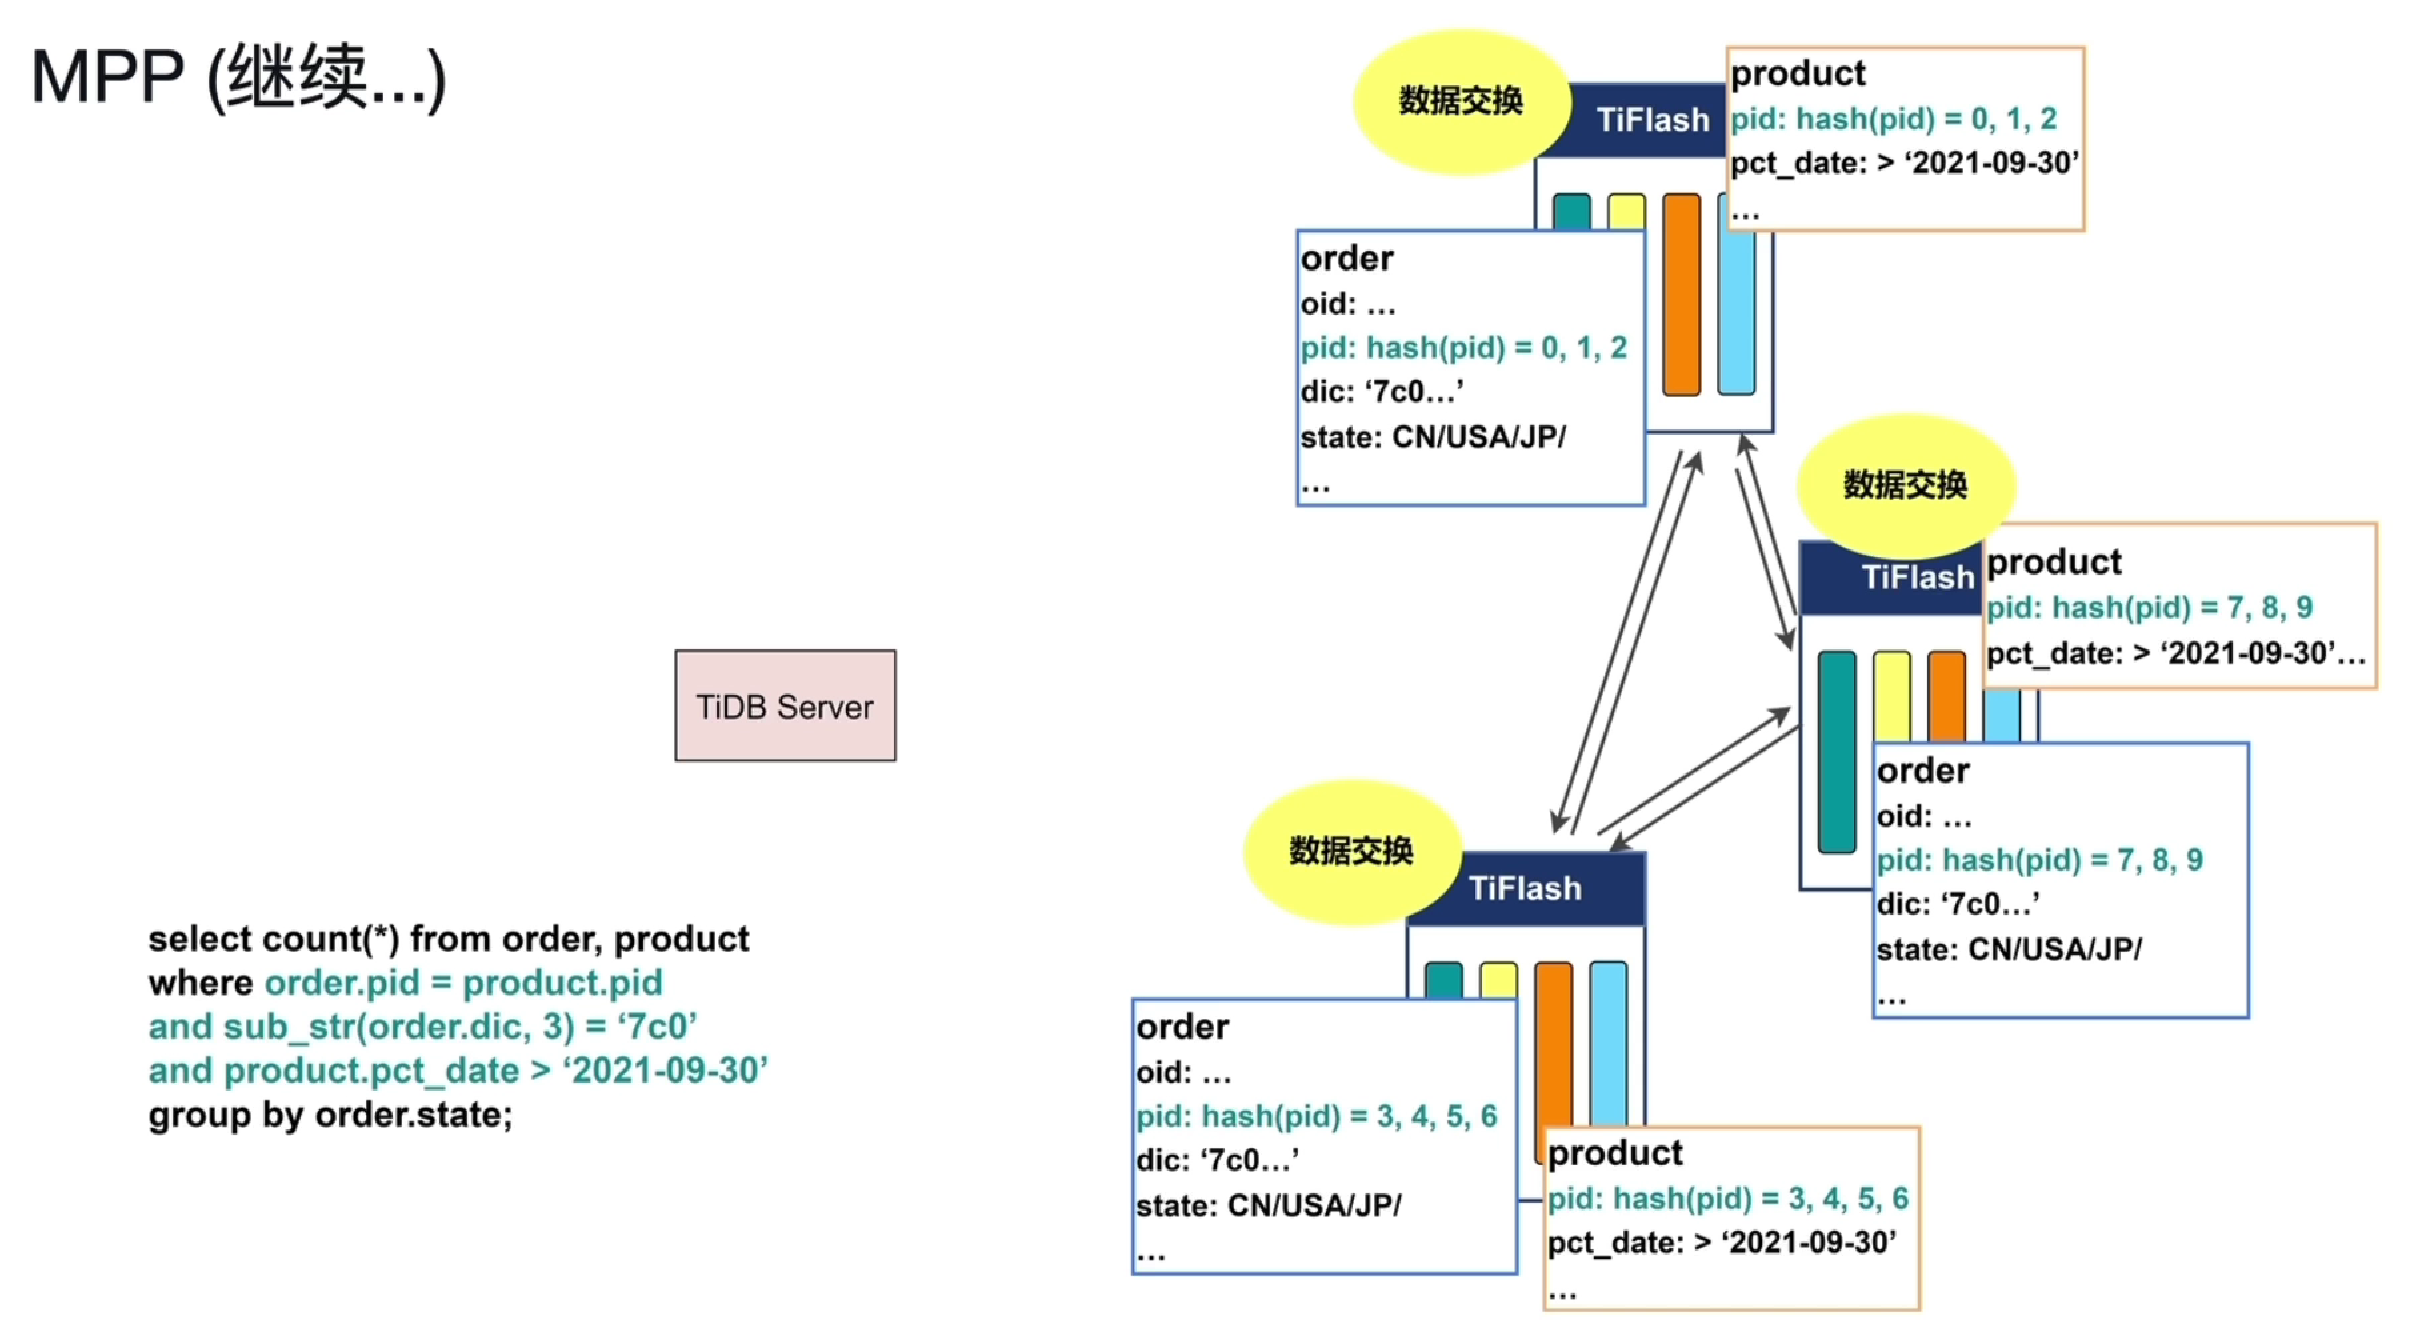 MPP (继续...)
数据交换
TiFlash
product
pid: hash(pid) = 0, 1, 2
pct_date: > ‘2021-09-30’
...
order
oid: ...
pid: hash(pid) = 0, 1, 2
dic: ‘7c0...’
state: CN/USA/JP/
...
数据交换
TiFlash
product
pid: hash(pid) = 7, 8, 9
pct_date: > ‘2021-09-30’...
order
oid: ...
pid: hash(pid) = 7, 8, 9
dic: ‘7c0...’
state: CN/USA/JP/
...
TiDB Server
数据交换
TiFlash
order
oid: ...
pid: hash(pid) = 3, 4, 5, 6
dic: ‘7c0...’
state: CN/USA/JP/
...
product
pid: hash(pid) = 3, 4, 5, 6
pct_date: > ‘2021-09-30’
...
select count(*) from order, product
where order.pid = product.pid
and sub_str(order.dic, 3) = ‘7c0’
and product.pct_date > ‘2021-09-30’
group by order.state;